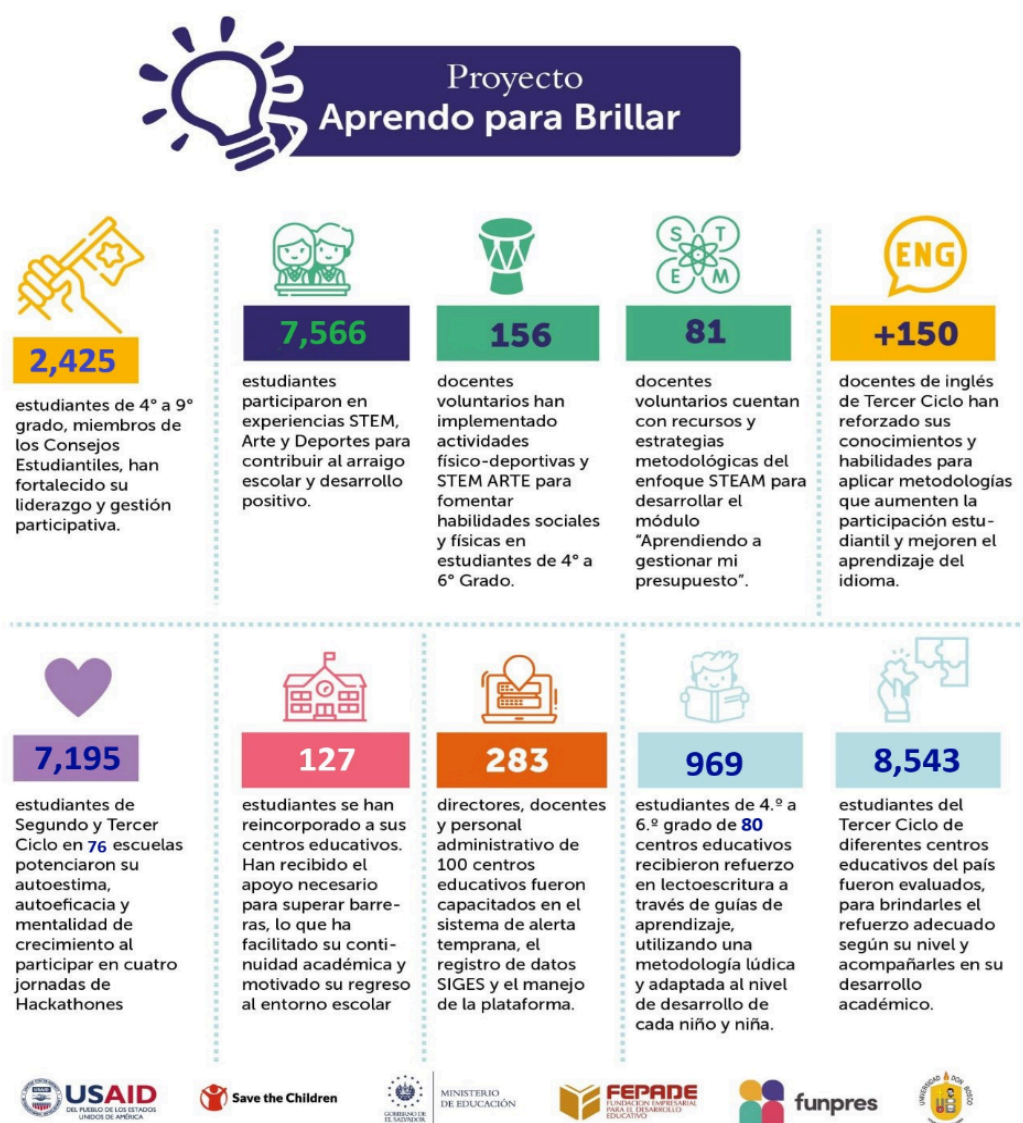 Proyecto
Aprendo para Brillar
2,425
estudiantes de 4° a 9°
grado, miembros de
los Consejos
Estudiantiles, han
fortalecido su
liderazgo y gestión
participativa.
7,566
estudiantes
participaron en
experiencias STEM,
Arte y Deportes para
contribuir al arraigo
escolar y desarrollo
positivo.
156
docentes
voluntarios han
implementado
actividades
físico-deportivas y
STEM ARTE para
fomentar
habilidades sociales
y físicas en
estudiantes de 4° a
6° Grado.
S T
E M
81
docentes
voluntarios cuentan
con recursos y
estrategias
metodológicas del
enfoque STEAM para
desarrollar el
módulo
“Aprendiendo a
gestionar mi
presupuesto”.
ENG
+150
docentes de inglés
de Tercer Ciclo han
reforzado sus
conocimientos y
habilidades para
aplicar metodologías
que aumenten la
participación estu-
diantil y mejoren el
aprendizaje del
idioma.
7,195
estudiantes de
Segundo y Tercer
Ciclo en 76 escuelas
potenciaron su
autoestima,
autoeficacia y
mentalidad de
crecimiento al
participar en cuatro
jornadas de
Hackathones
127
estudiantes se han
reincorporado a sus
centros educativos.
Han recibido el
apoyo necesario
para superar barre-
ras, lo que ha
facilitado su conti-
nuidad académica y
motivado su regreso
al entorno escolar
283
directores, docentes
y personal
administrativo de
100 centros
educativos fueron
capacitados en el
sistema de alerta
temprana, el
registro de datos
SIGES y el manejo
de la plataforma.
969
estudiantes de 4.º a
6.º grado de 80
centros educativos
recibieron refuerzo
en lectoescritura a
través de guías de
aprendizaje,
utilizando una
metodología lúdica
y adaptada al nivel
de desarrollo de
cada niño y niña.
8,543
estudiantes del
Tercer Ciclo de
diferentes centros
educativos del país
fueron evaluados,
para brindarles el
refuerzo adecuado
según su nivel y
acompañarles en su
desarrollo
académico.
USAID
DEL PUEBLO DE LOS ESTADOS
UNIDOS DE AMÉRICA
Save the Children
GOBIERNO DE
EL SALVADOR
MINISTERIO
DE EDUCACIÓN
FEPADE
FUNDACIÓN EMPRESARIAL
PARA EL DESARROLLO
EDUCATIVO
funpres
UNIVERSIDAD DON BOSCO